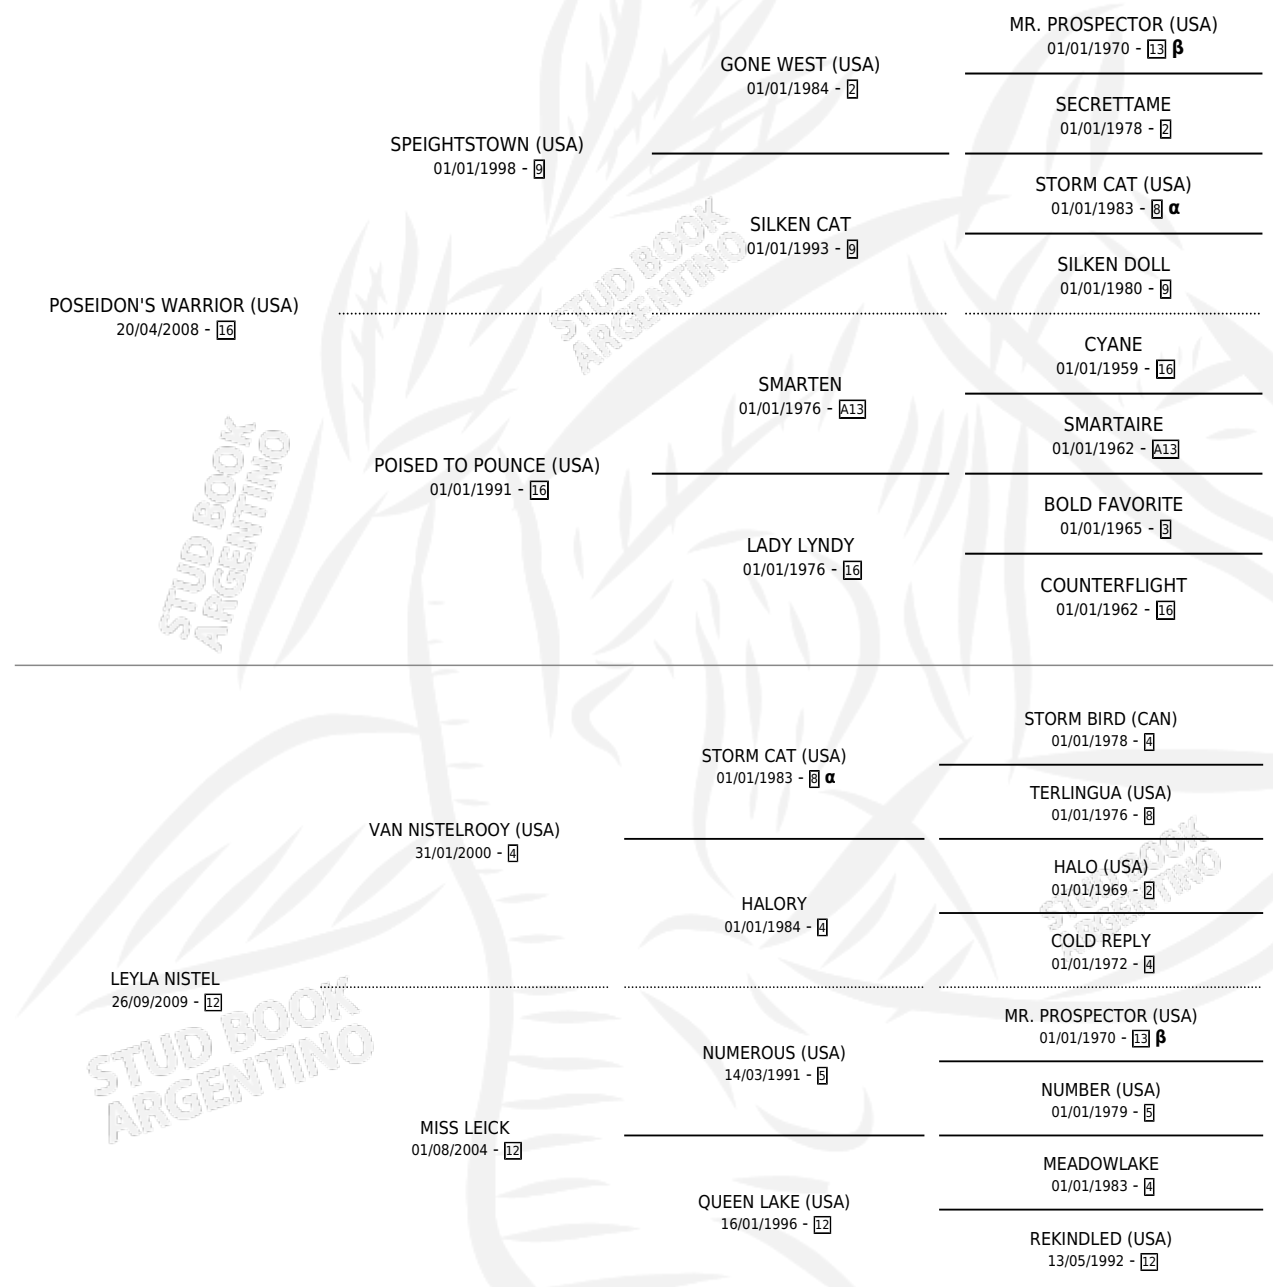 MR. PROSPECTOR (USA)
01/01/1970 - 13 β
GONE WEST (USA)
01/01/1984 - 2
SECRETTAME
01/01/1978 - 2
SPEIGHTSTOWN (USA)
01/01/1998 - 9
STORM CAT (USA)
01/01/1983 - 8 α
SILKEN CAT
01/01/1993 - 9
SILKEN DOLL
01/01/1980 - 9
POSEIDON'S WARRIOR (USA)
20/04/2008 - 16
CYANE
01/01/1959 - 16
SMARTEN
01/01/1976 - A13
SMARTAIRE
01/01/1962 - A13
POISED TO POUNCE (USA)
01/01/1991 - 16
BOLD FAVORITE
01/01/1965 - 3
LADY LYNDY
01/01/1976 - 16
COUNTERFLIGHT
01/01/1962 - 16
STORM BIRD (CAN)
01/01/1978 - 4
STORM CAT (USA)
01/01/1983 - 8 α
TERLINGUA (USA)
01/01/1976 - 8
VAN NISTELROOY (USA)
31/01/2000 - 4
HALO (USA)
01/01/1969 - 2
HALORY
01/01/1984 - 4
COLD REPLY
01/01/1972 - 4
LEYLA NISTEL
26/09/2009 - 12
MR. PROSPECTOR (USA)
01/01/1970 - 13 β
NUMEROUS (USA)
14/03/1991 - 5
NUMBER (USA)
01/01/1979 - 5
MISS LEICK
01/08/2004 - 12
MEADOWLAKE
01/01/1983 - 4
QUEEN LAKE (USA)
16/01/1996 - 12
REKINDLED (USA)
13/05/1992 - 12
STUD BOOK
ARGENTINO
STUD BOOK
ARGENTINO
STUD BOOK
ARGENTINO
STUD BOOK
ARGENTINO